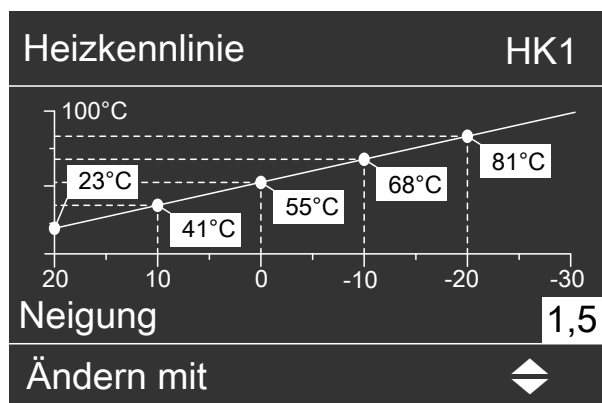 Heizkennlinie HK1
100°C
81°C
68°C
55°C
41°C
23°C
20 10 0 -10 -20 -30
Neigung 1,5
Ändern mit